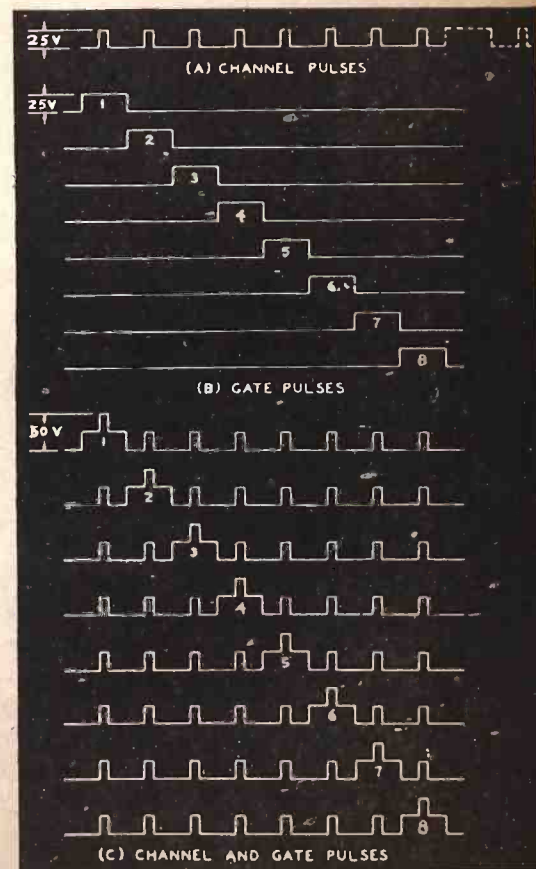 25V
(A) CHANNEL PULSES
25V
1
2
3
4
5
6
7
8
(B) GATE PULSES
50 V
1
2
3
4
5
6
7
8
(C) CHANNEL AND GATE PULSES